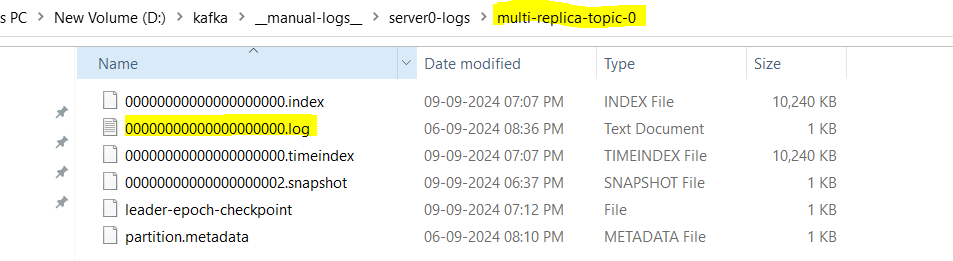 s PC > New Volume (D:) > kafka > __manual-logs__ > server0-logs > multi-replica-topic-0
Name Date modified Type Size
00000000000000000000.index 09-09-2024 07:07 PM INDEX File 10,240 KB
00000000000000000000.log 06-09-2024 08:36 PM Text Document 1 KB
00000000000000000000.timeindex 09-09-2024 07:07 PM TIMEINDEX File 10,240 KB
00000000000000000002.snapshot 09-09-2024 06:37 PM SNAPSHOT File 1 KB
leader-epoch-checkpoint 09-09-2024 07:12 PM File 1 KB
partition.metadata 06-09-2024 08:10 PM METADATA File 1 KB